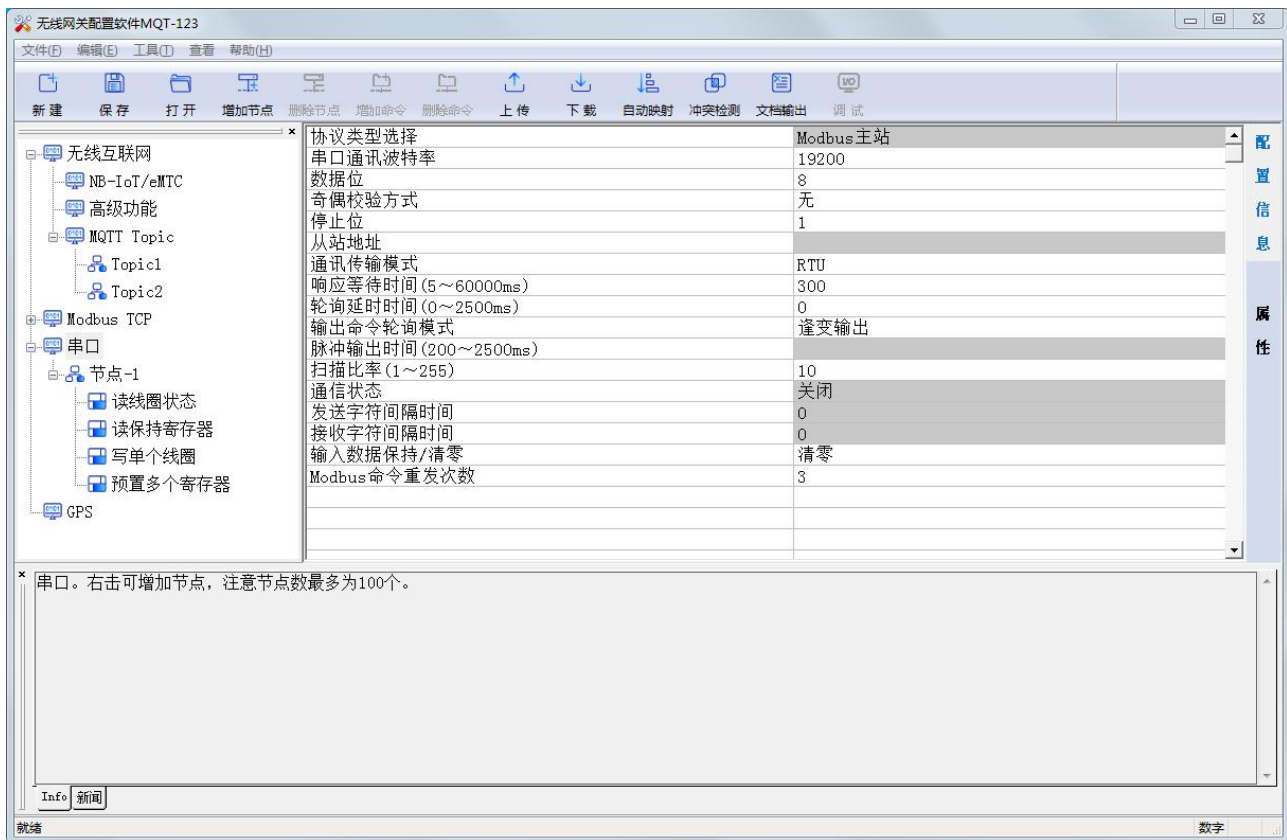 无线网关配置软件MQT-123
文件(F) 编辑(E) 工具(T) 查看 帮助(H)
新建 保存 打开 增加节点 删除节点 增加命令 删除命令 上传 下载 自动映射 冲突检测 文档输出 调试
无线互联网
NB-IoT/eMTC
高级功能
MQTT Topic
Topic1
Topic2
Modbus TCP
串口
节点-1
读线圈状态
读保持寄存器
写单个线圈
预置多个寄存器
GPS
协议类型选择 Modbus主站
串口通讯波特率 19200
数据位 8
奇偶校验方式 无
停止位 1
从站地址
通讯传输模式 RTU
响应等待时间(5～60000ms) 300
轮询延时时间(0～2500ms) 0
输出命令轮询模式 逢变输出
脉冲输出时间(200～2500ms)
扫描比率(1～255) 10
通信状态 关闭
发送字符间隔时间 0
接收字符间隔时间 0
输入数据保持/清零 清零
Modbus命令重发次数 3
配置信息
属性
串口。右击可增加节点，注意节点数最多为100个。
Info 新闻
就绪 数字